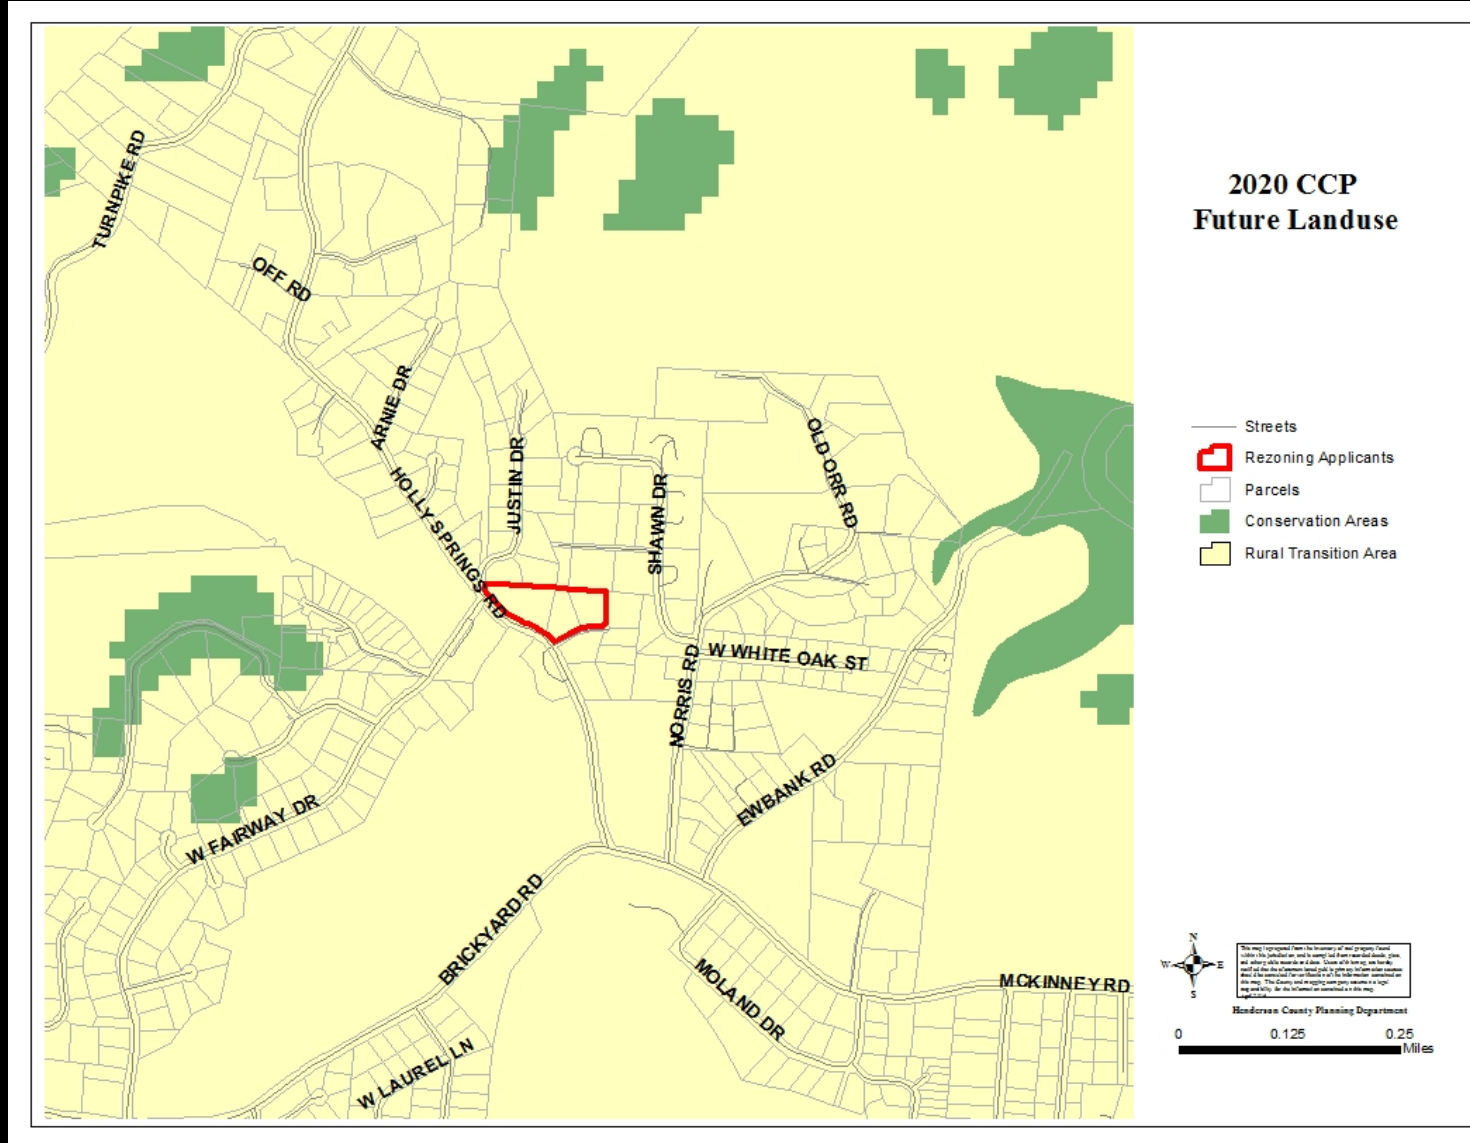 2020 CCP
Future Landuse
TURNPIKE RD
OFF RD
ARNIE DR
HOLLY SPRINGS RD
JUSTIN DR
SHAWN DR
OLD ORR RD
W WHITE OAK ST
NORRIS RD
EWBANK RD
W FAIRWAY DR
BRICKYARD RD
MOLAND DR
MCKINNEY RD
W LAUREL LN
Streets
Rezoning Applicants
Parcels
Conservation Areas
Rural Transition Area
N
W E
S
Henderson County Planning Department
0 0.125 0.25
Miles